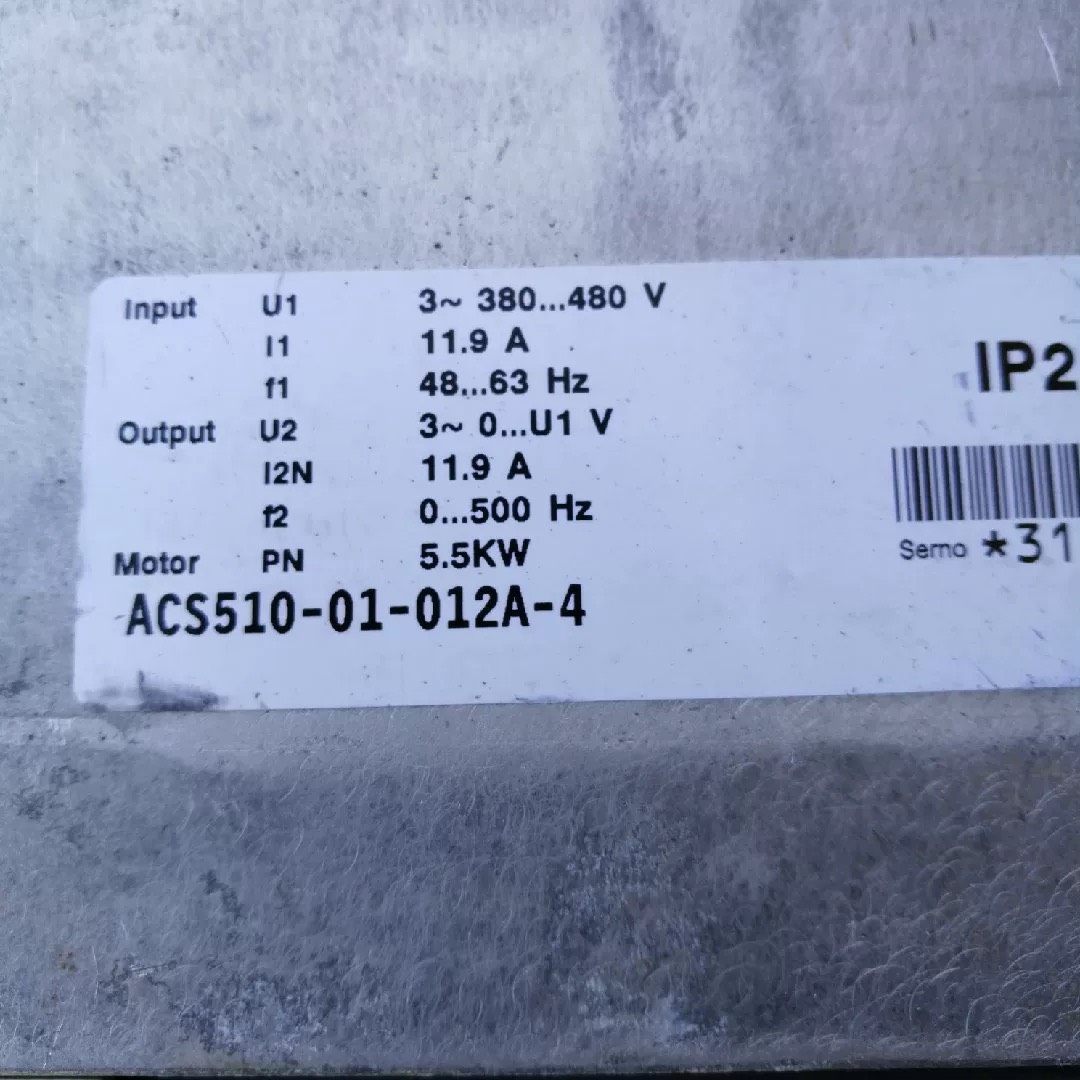 Input U1 3~ 380...480 V
I1 11.9 A
f1 48...63 Hz
Output U2 3~ 0...U1 V
I2N 11.9 A
f2 0...500 Hz
Motor PN 5.5KW
ACS510-01-012A-4
IP2
Serno *31